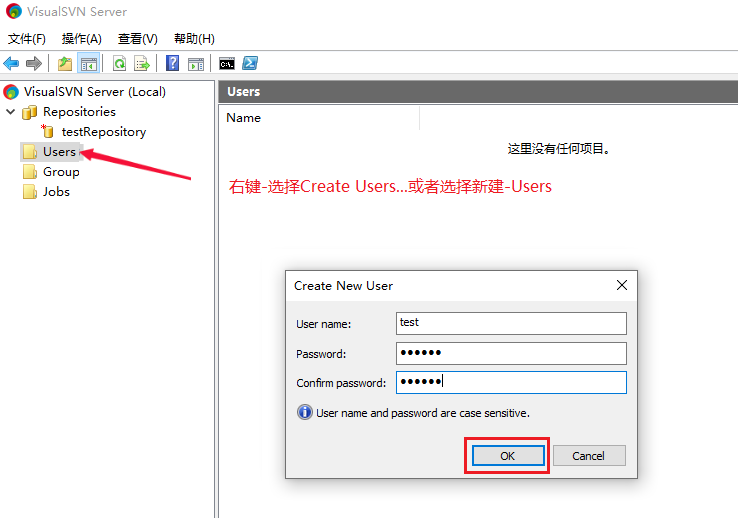 VisualSVN Server
文件(F) 操作(A) 查看(V) 帮助(H)
VisualSVN Server (Local)
Repositories
testRepository
Users
Group
Jobs
Users
Name
这里没有任何项目。
右键-选择Create Users...或者选择新建-Users
Create New User
User name: test
Password: ●●●●●●
Confirm password: ●●●●●●
User name and password are case sensitive.
OK Cancel